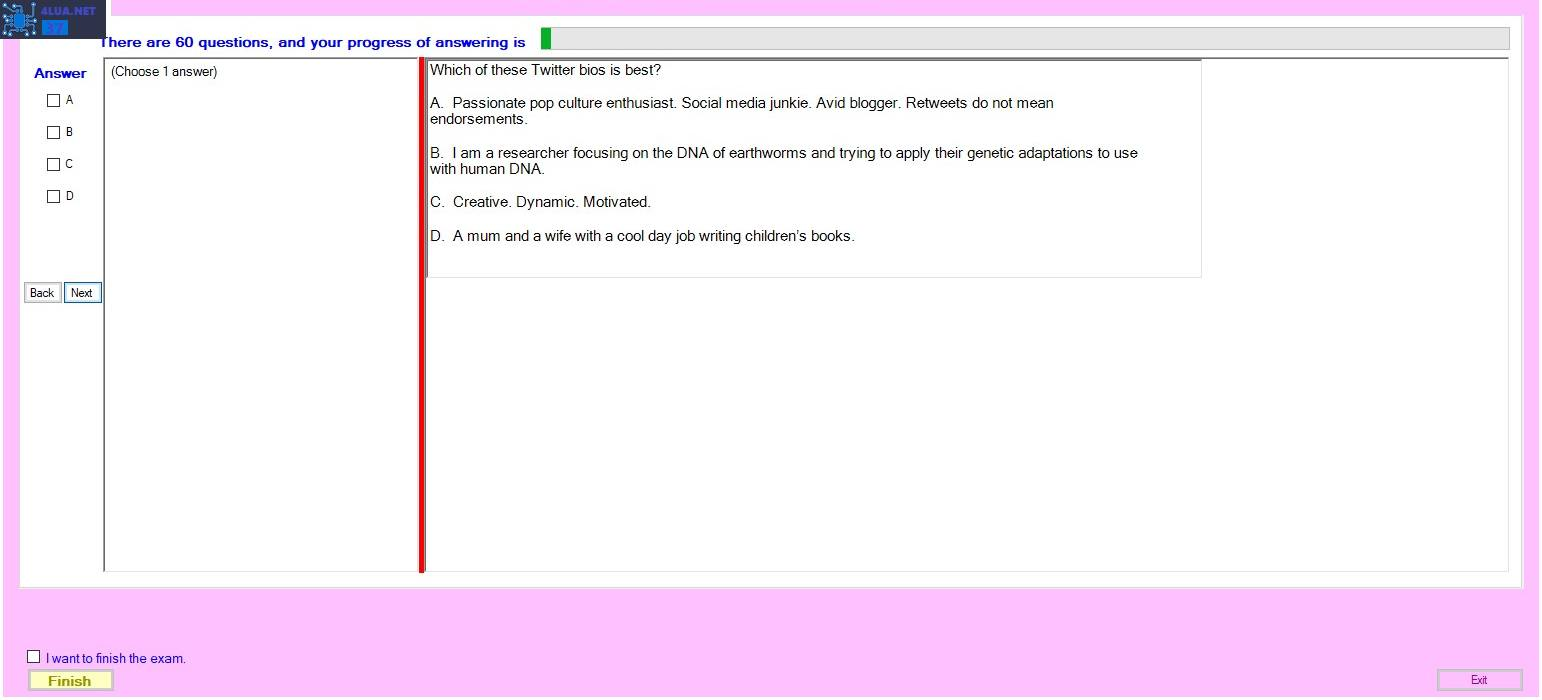 4LUA.NET
37
There are 60 questions, and your progress of answering is
Answer
A
B
C
D
Back
Next
(Choose 1 answer)
Which of these Twitter bios is best?
A. Passionate pop culture enthusiast. Social media junkie. Avid blogger. Retweets do not mean
endorsements.
B. I am a researcher focusing on the DNA of earthworms and trying to apply their genetic adaptations to use
with human DNA.
C. Creative. Dynamic. Motivated.
D. A mum and a wife with a cool day job writing children's books.
I want to finish the exam.
Finish
Exit